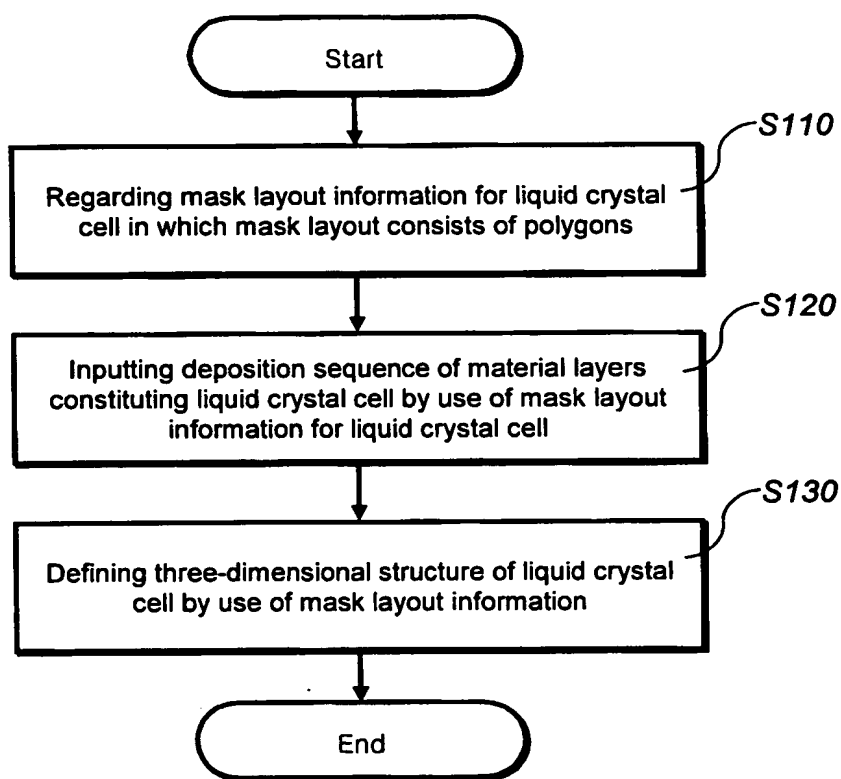 Start
S110
Regarding mask layout information for liquid crystal
cell in which mask layout consists of polygons
S120
Inputting deposition sequence of material layers
constituting liquid crystal cell by use of mask layout
information for liquid crystal cell
S130
Defining three-dimensional structure of liquid crystal
cell by use of mask layout information
End